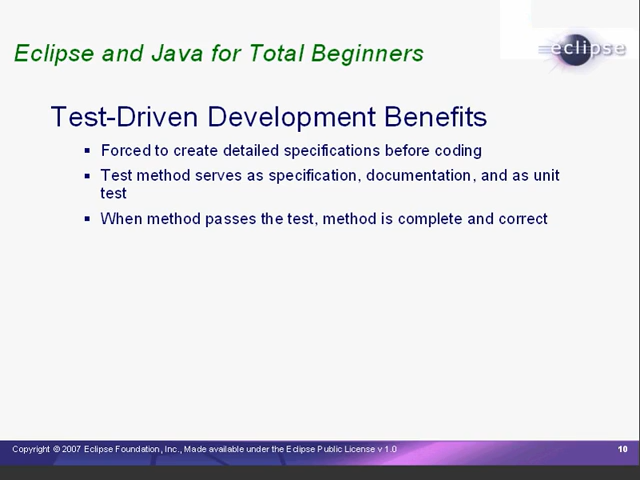 Eclipse and Java for Total Beginners
eclipse
Test-Driven Development Benefits
▪ Forced to create detailed specifications before coding
▪ Test method serves as specification, documentation, and as unit
test
▪ When method passes the test, method is complete and correct
Copyright © 2007 Eclipse Foundation, Inc., Made available under the Eclipse Public License v 1.0
10